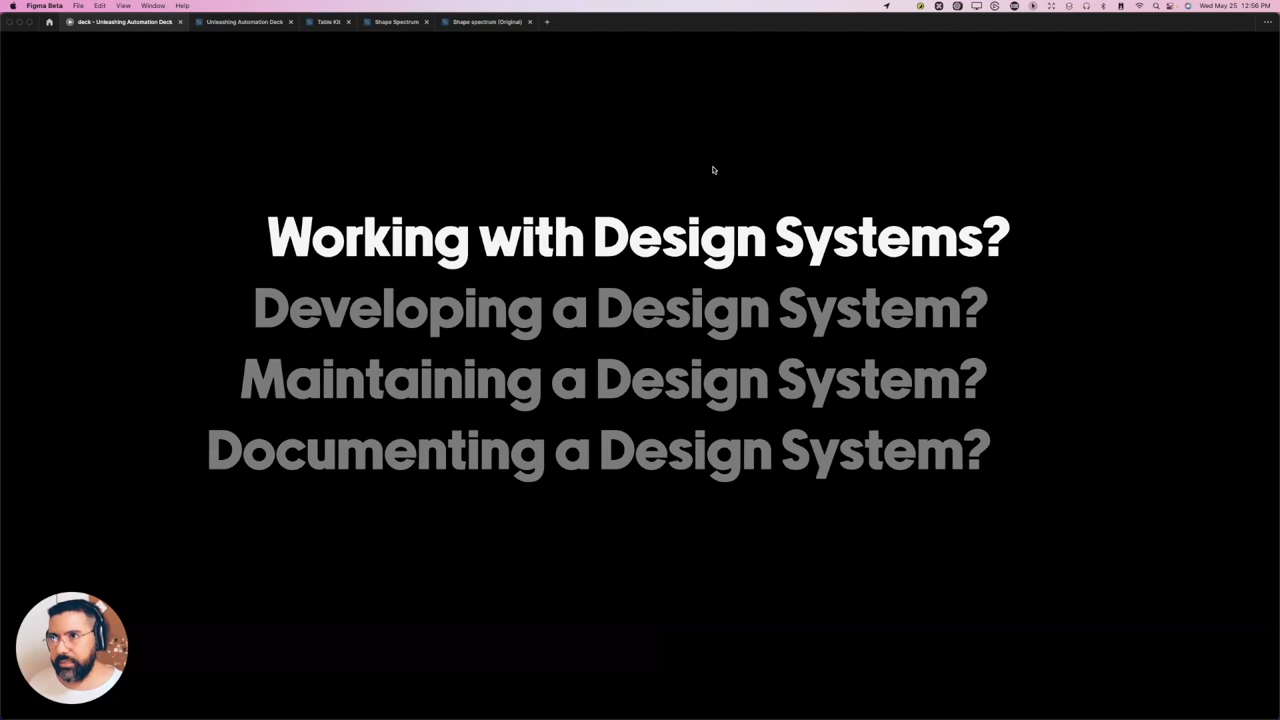 Figma Beta File Edit View Window Help Wed May 25 12:56 PM
deck - Unleashing Automation Deck Unleashing Automation Deck Table Kit Shape Spectrum Shape spectrum (Original)
Working with Design Systems?
Developing a Design System?
Maintaining a Design System?
Documenting a Design System?